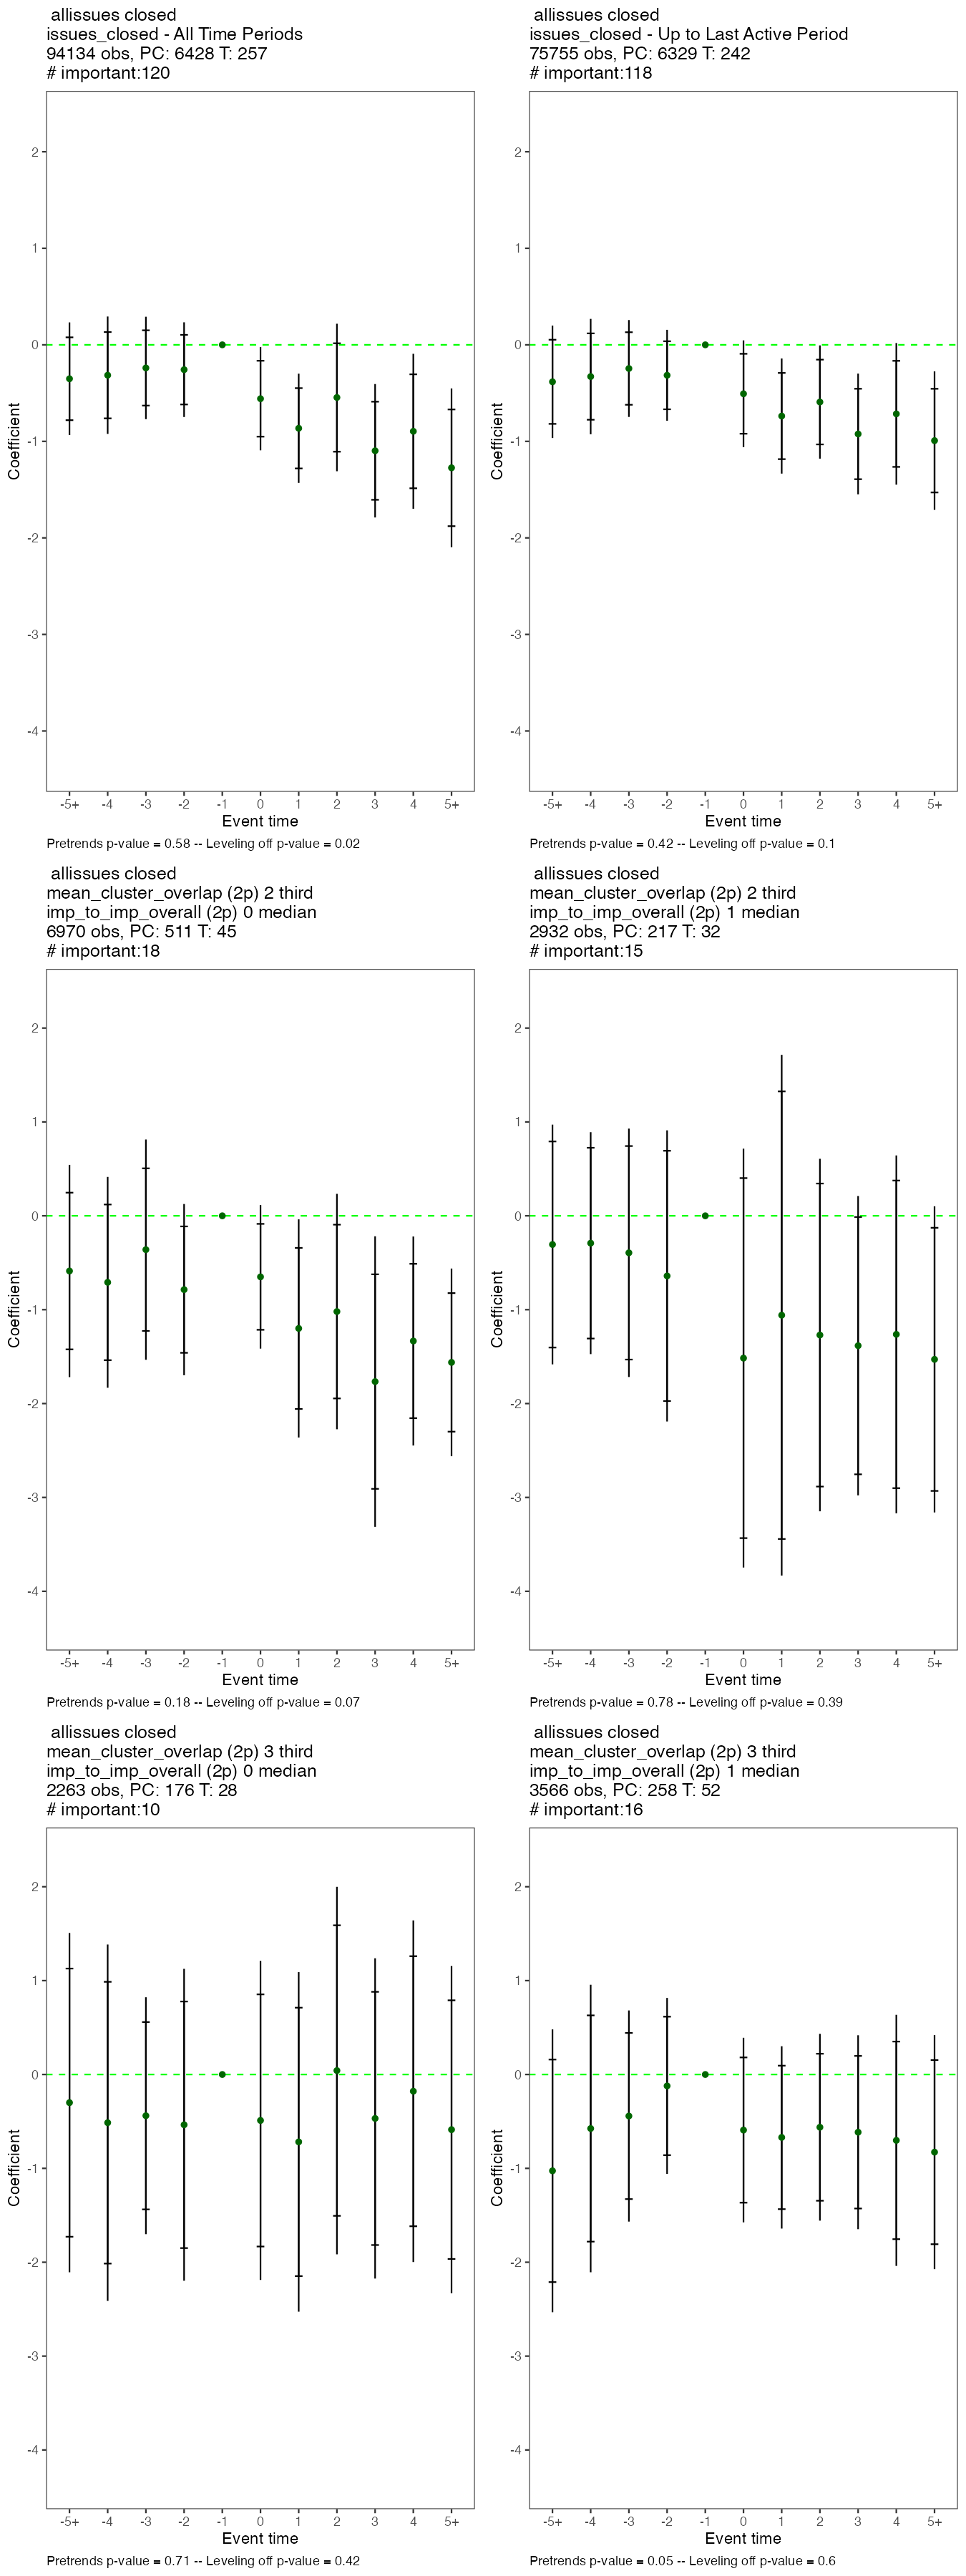 allissues closed
issues_closed - All Time Periods
94134 obs, PC: 6428 T: 257
# important:120
2
1
0
-1
-2
-3
-4
Coefficient
-5+ -4 -3 -2 -1 0 1 2 3 4 5+
Event time
Pretrends p-value = 0.58 -- Leveling off p-value = 0.02
allissues closed
issues_closed - Up to Last Active Period
75755 obs, PC: 6329 T: 242
# important:118
2
1
0
-1
-2
-3
-4
Coefficient
-5+ -4 -3 -2 -1 0 1 2 3 4 5+
Event time
Pretrends p-value = 0.42 -- Leveling off p-value = 0.1
allissues closed
mean_cluster_overlap (2p) 2 third
imp_to_imp_overall (2p) 0 median
6970 obs, PC: 511 T: 45
# important:18
2
1
0
-1
-2
-3
-4
Coefficient
-5+ -4 -3 -2 -1 0 1 2 3 4 5+
Event time
Pretrends p-value = 0.18 -- Leveling off p-value = 0.07
allissues closed
mean_cluster_overlap (2p) 2 third
imp_to_imp_overall (2p) 1 median
2932 obs, PC: 217 T: 32
# important:15
2
1
0
-1
-2
-3
-4
Coefficient
-5+ -4 -3 -2 -1 0 1 2 3 4 5+
Event time
Pretrends p-value = 0.78 -- Leveling off p-value = 0.39
allissues closed
mean_cluster_overlap (2p) 3 third
imp_to_imp_overall (2p) 0 median
2263 obs, PC: 176 T: 28
# important:10
2
1
0
-1
-2
-3
-4
Coefficient
-5+ -4 -3 -2 -1 0 1 2 3 4 5+
Event time
Pretrends p-value = 0.71 -- Leveling off p-value = 0.42
allissues closed
mean_cluster_overlap (2p) 3 third
imp_to_imp_overall (2p) 1 median
3566 obs, PC: 258 T: 52
# important:16
2
1
0
-1
-2
-3
-4
Coefficient
-5+ -4 -3 -2 -1 0 1 2 3 4 5+
Event time
Pretrends p-value = 0.05 -- Leveling off p-value = 0.6